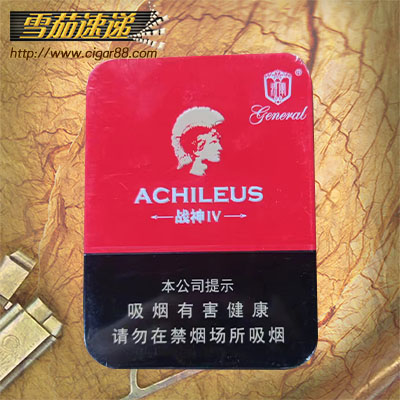 雪茄速递
http://www.cigar88.com
®
General
ACHILEUS
战神IV
本公司提示
吸烟有害健康
请勿在禁烟场所吸烟